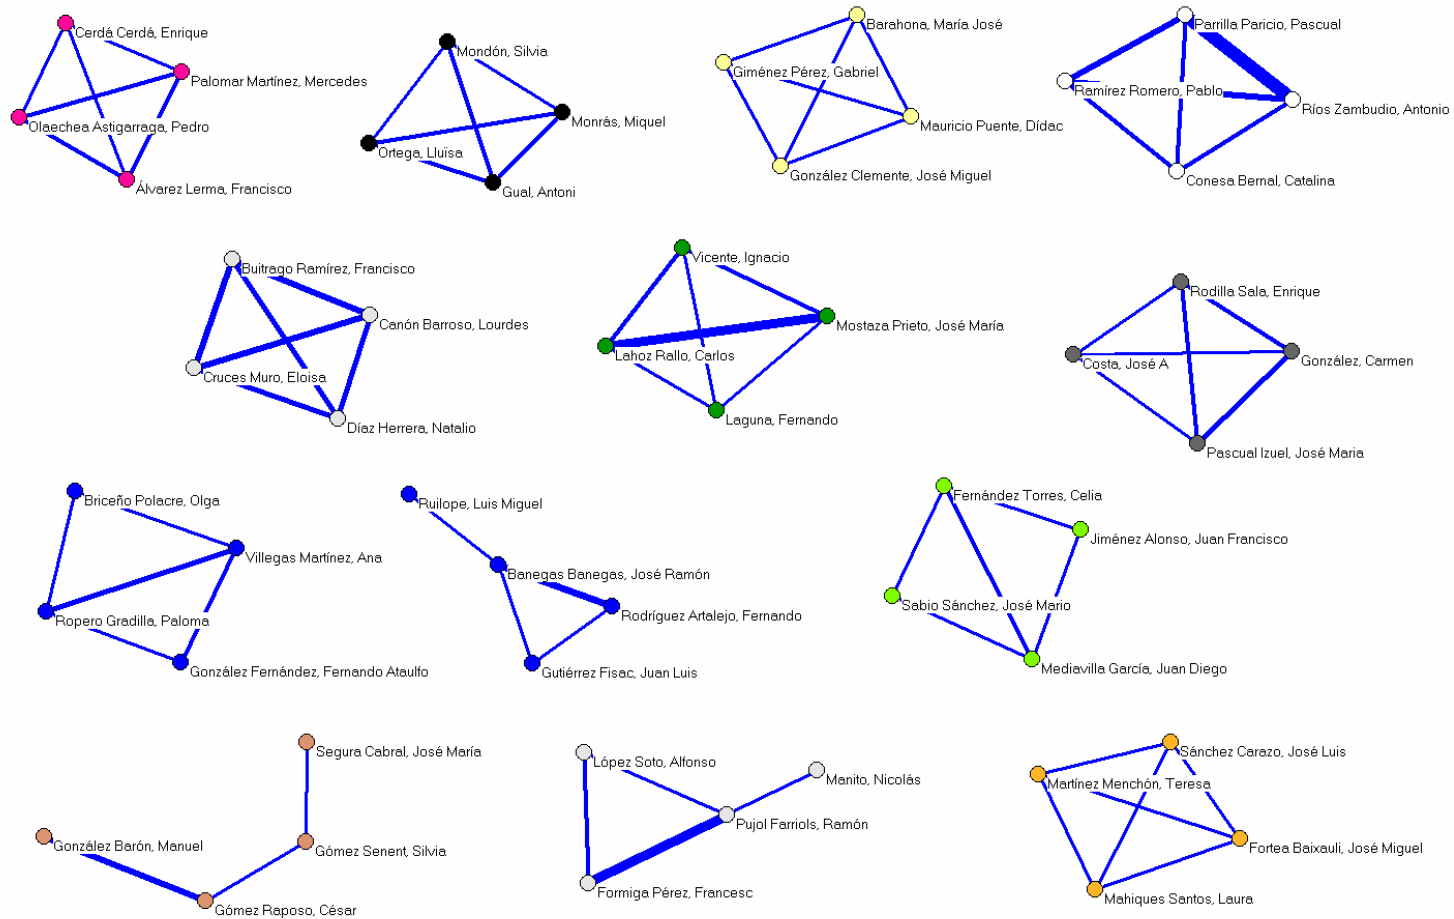 Cerdá Cerdá, Enrique
Palomar Martínez, Mercedes
Olaechea Astigarraga, Pedro
Álvarez Lerma, Francisco
Mondón, Silvia
Monrás, Miquel
Ortega, Lluïsa
Gual, Antoni
Barahona, María José
Giménez Pérez, Gabriel
Mauricio Puente, Dídac
González Clemente, José Miguel
Parrilla Paricio, Pascual
Ramírez Romero, Pablo
Ríos Zambudio, Antonio
Conesa Bernal, Catalina
Buitrago Ramírez, Francisco
Canón Barroso, Lourdes
Cruces Muro, Eloisa
Díaz Herrera, Natalio
Vicente, Ignacio
Mostaza Prieto, José María
Lahoz Rallo, Carlos
Laguna, Fernando
Rodilla Sala, Enrique
Costa, José A
González, Carmen
Pascual Izuel, José Maria
Briceño Polacre, Olga
Villegas Martínez, Ana
Ropero Gradilla, Paloma
González Fernández, Fernando Ataulfo
Ruilope, Luis Miguel
Banegas Banegas, José Ramón
Rodríguez Artalejo, Fernando
Gutiérrez Fisac, Juan Luis
Fernández Torres, Celia
Jiménez Alonso, Juan Francisco
Sabio Sánchez, José Mario
Mediavilla García, Juan Diego
Segura Cabral, José María
González Barón, Manuel
Gómez Senent, Silvia
Gómez Raposo, César
López Soto, Alfonso
Manito, Nicolás
Pujol Farriols, Ramón
Formiga Pérez, Francesc
Sánchez Carazo, José Luis
Martínez Menchón, Teresa
Fortea Baixauli, José Miguel
Mahiques Santos, Laura